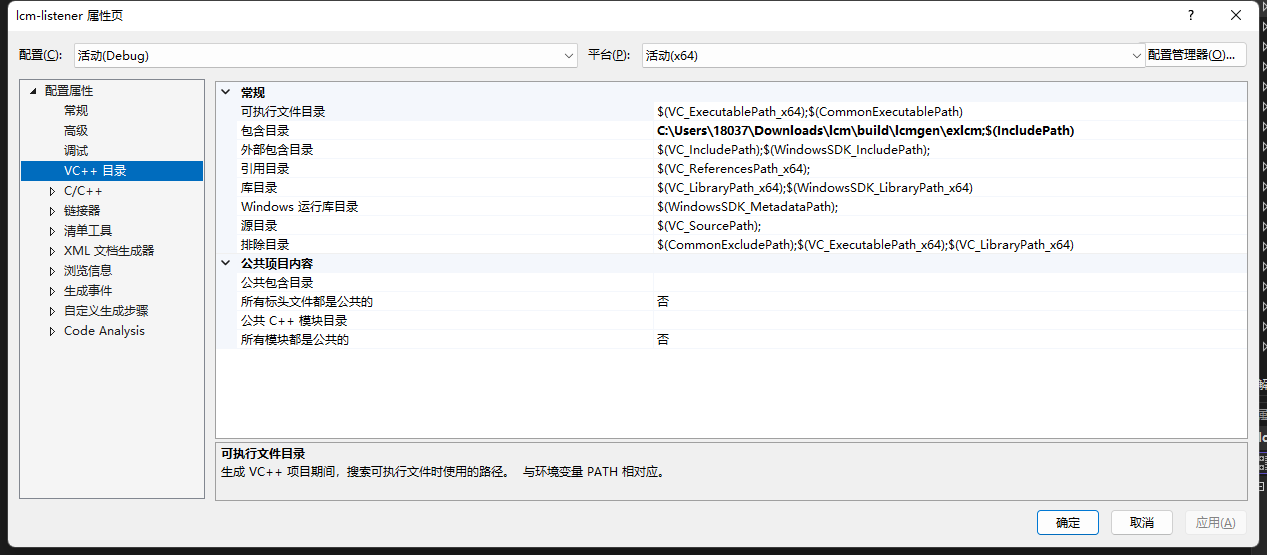 lcm-listener 属性页
?
配置(C): 活动(Debug) 平台(P): 活动(x64) 配置管理器(O)...
配置属性
常规
高级
调试
VC++ 目录
C/C++
链接器
清单工具
XML 文档生成器
浏览信息
生成事件
自定义生成步骤
Code Analysis
常规
可执行文件目录 $(VC_ExecutablePath_x64);$(CommonExecutablePath)
包含目录 C:\Users\18037\Downloads\lcm\build\lcmgen\exlcm;$(IncludePath)
外部包含目录 $(VC_IncludePath);$(WindowsSDK_IncludePath);
引用目录 $(VC_ReferencesPath_x64);
库目录 $(VC_LibraryPath_x64);$(WindowsSDK_LibraryPath_x64)
Windows 运行库目录 $(WindowsSDK_MetadataPath);
源目录 $(VC_SourcePath);
排除目录 $(CommonExcludePath);$(VC_ExecutablePath_x64);$(VC_LibraryPath_x64)
公共项目内容
公共包含目录
所有标头文件都是公共的 否
公共 C++ 模块目录
所有模块都是公共的 否
可执行文件目录
生成 VC++ 项目期间，搜索可执行文件时使用的路径。 与环境变量 PATH 相对应。
确定 取消 应用(A)